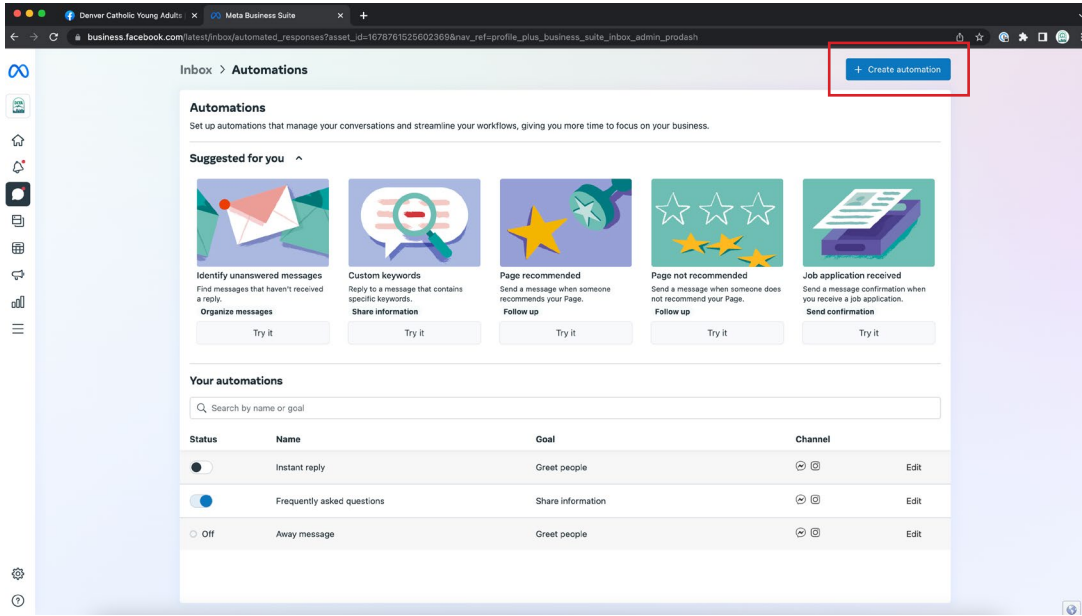 Denver Catholic Young Adults
Meta Business Suite
business.facebook.com/latest/inbox/automated_responses?asset_id=1678761525602369&nav_ref=profile_plus_business_suite_inbox_admin_prodash
Inbox > Automations
+ Create automation
Automations
Set up automations that manage your conversations and streamline your workflows, giving you more time to focus on your business.
Suggested for you
Identify unanswered messages
Find messages that haven't received
a reply.
Organize messages
Try it
Custom keywords
Reply to a message that contains
specific keywords.
Share information
Try it
Page recommended
Send a message when someone
recommends your Page.
Follow up
Try it
Page not recommended
Send a message when someone does
not recommend your Page.
Follow up
Try it
Job application received
Send a message confirmation when
you receive a job application.
Send confirmation
Try it
Your automations
Search by name or goal
Status Name Goal Channel
Instant reply Greet people Edit
Frequently asked questions Share information Edit
Off Away message Greet people Edit